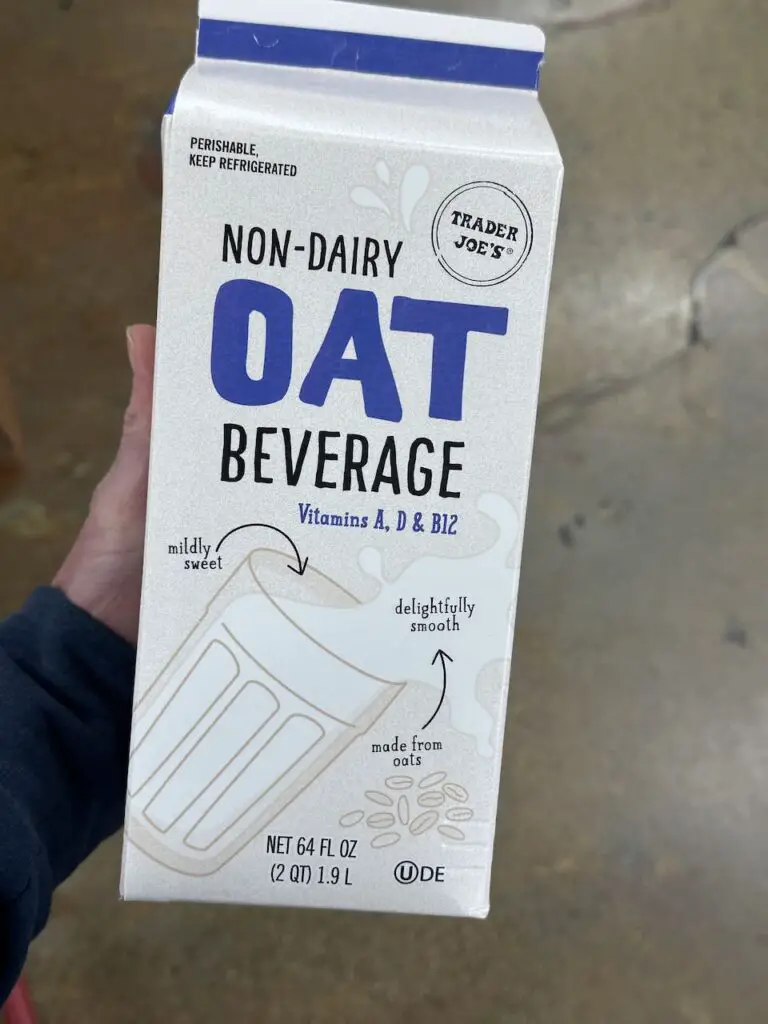 PERISHABLE,
KEEP REFRIGERATED
TRADER
JOE'S®
NON-DAIRY
OAT
BEVERAGE
Vitamins A, D & B12
mildly
sweet
delightfully
smooth
made from
oats
NET 64 FL OZ
(2 QT) 1.9 L
Ⓤ DE